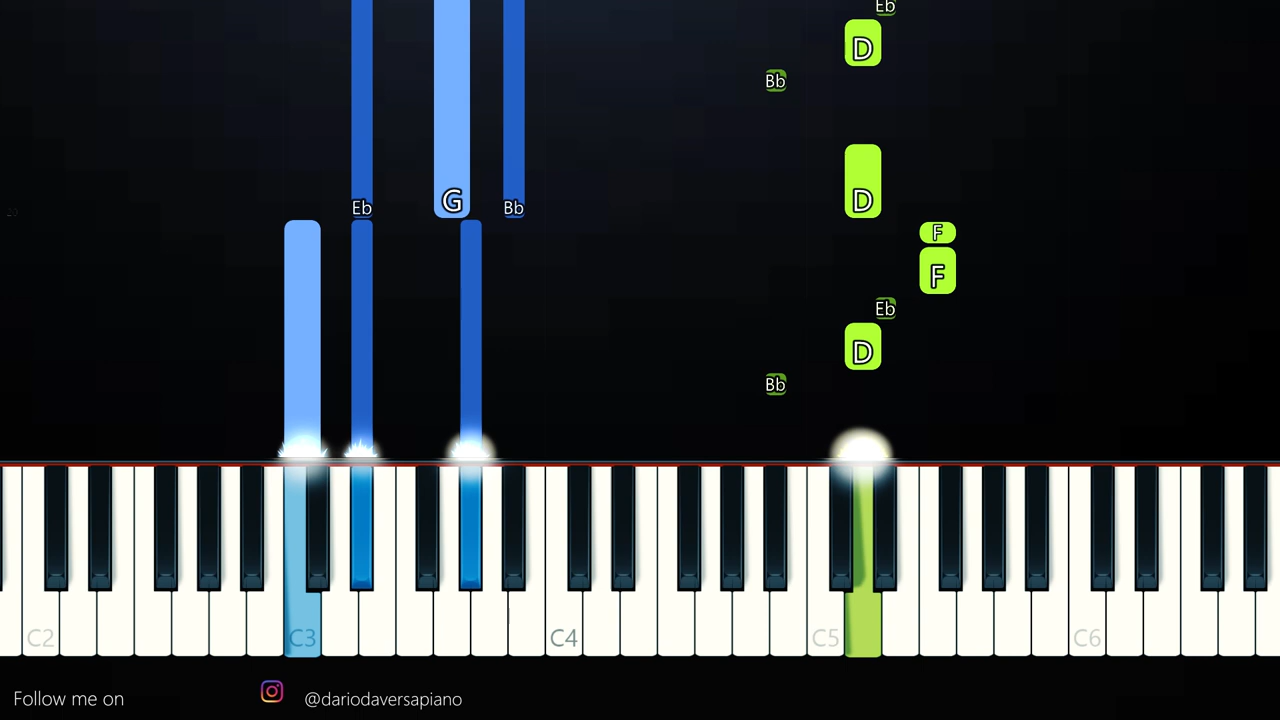 Eb
D
Bb
D
Eb
G
Bb
F
F
Eb
D
Bb
C2
C3
C4
C5
C6
Follow me on
@dariodaversapiano